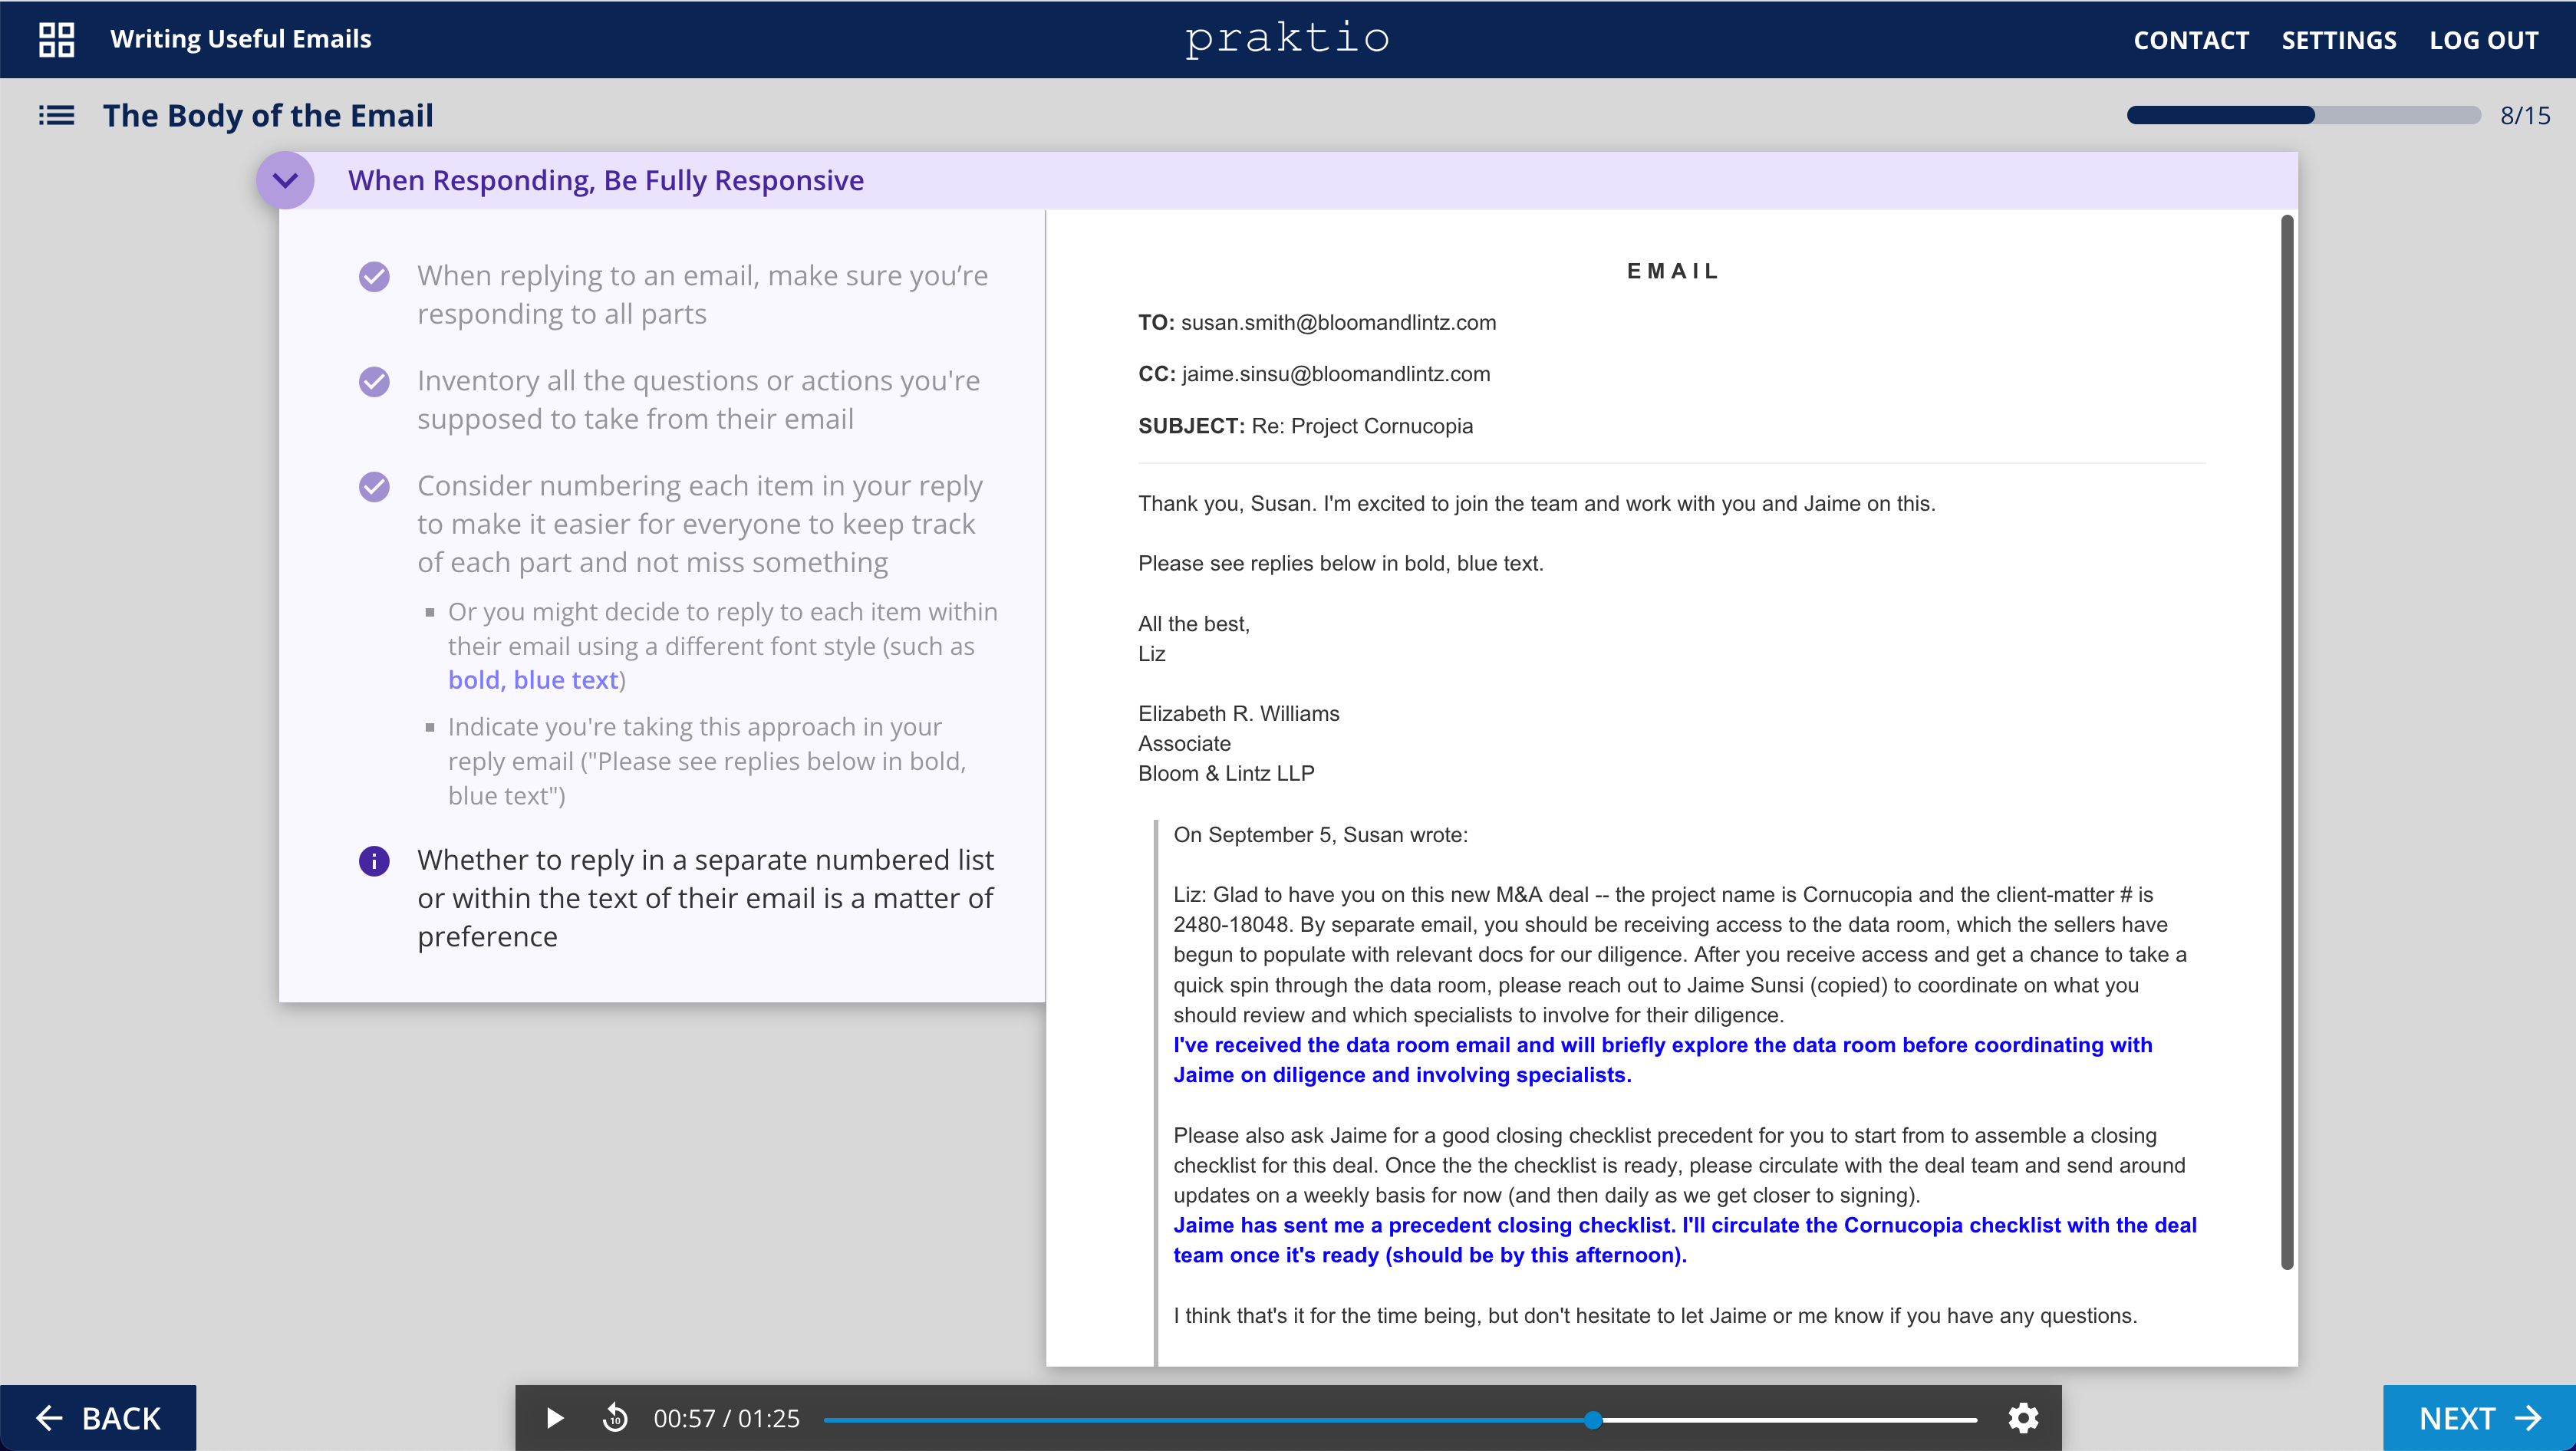 Writing Useful Emails
praktio
CONTACT
SETTINGS
LOG OUT
The Body of the Email
8/15
When Responding, Be Fully Responsive
When replying to an email, make sure you’re
responding to all parts
Inventory all the questions or actions you're
supposed to take from their email
Consider numbering each item in your reply
to make it easier for everyone to keep track
of each part and not miss something
Or you might decide to reply to each item within
their email using a different font style (such as
bold, blue text)
Indicate you're taking this approach in your
reply email ("Please see replies below in bold,
blue text")
Whether to reply in a separate numbered list
or within the text of their email is a matter of
preference
EMAIL
TO: susan.smith@bloomandlintz.com
CC: jaime.sinsu@bloomandlintz.com
SUBJECT: Re: Project Cornucopia
Thank you, Susan. I'm excited to join the team and work with you and Jaime on this.
Please see replies below in bold, blue text.
All the best,
Liz
Elizabeth R. Williams
Associate
Bloom & Lintz LLP
On September 5, Susan wrote:
Liz: Glad to have you on this new M&A deal -- the project name is Cornucopia and the client-matter # is
2480-18048. By separate email, you should be receiving access to the data room, which the sellers have
begun to populate with relevant docs for our diligence. After you receive access and get a chance to take a
quick spin through the data room, please reach out to Jaime Sunsi (copied) to coordinate on what you
should review and which specialists to involve for their diligence.
I've received the data room email and will briefly explore the data room before coordinating with
Jaime on diligence and involving specialists.
Please also ask Jaime for a good closing checklist precedent for you to start from to assemble a closing
checklist for this deal. Once the the checklist is ready, please circulate with the deal team and send around
updates on a weekly basis for now (and then daily as we get closer to signing).
Jaime has sent me a precedent closing checklist. I'll circulate the Cornucopia checklist with the deal
team once it's ready (should be by this afternoon).
I think that's it for the time being, but don't hesitate to let Jaime or me know if you have any questions.
BACK
10
00:57 / 01:25
NEXT